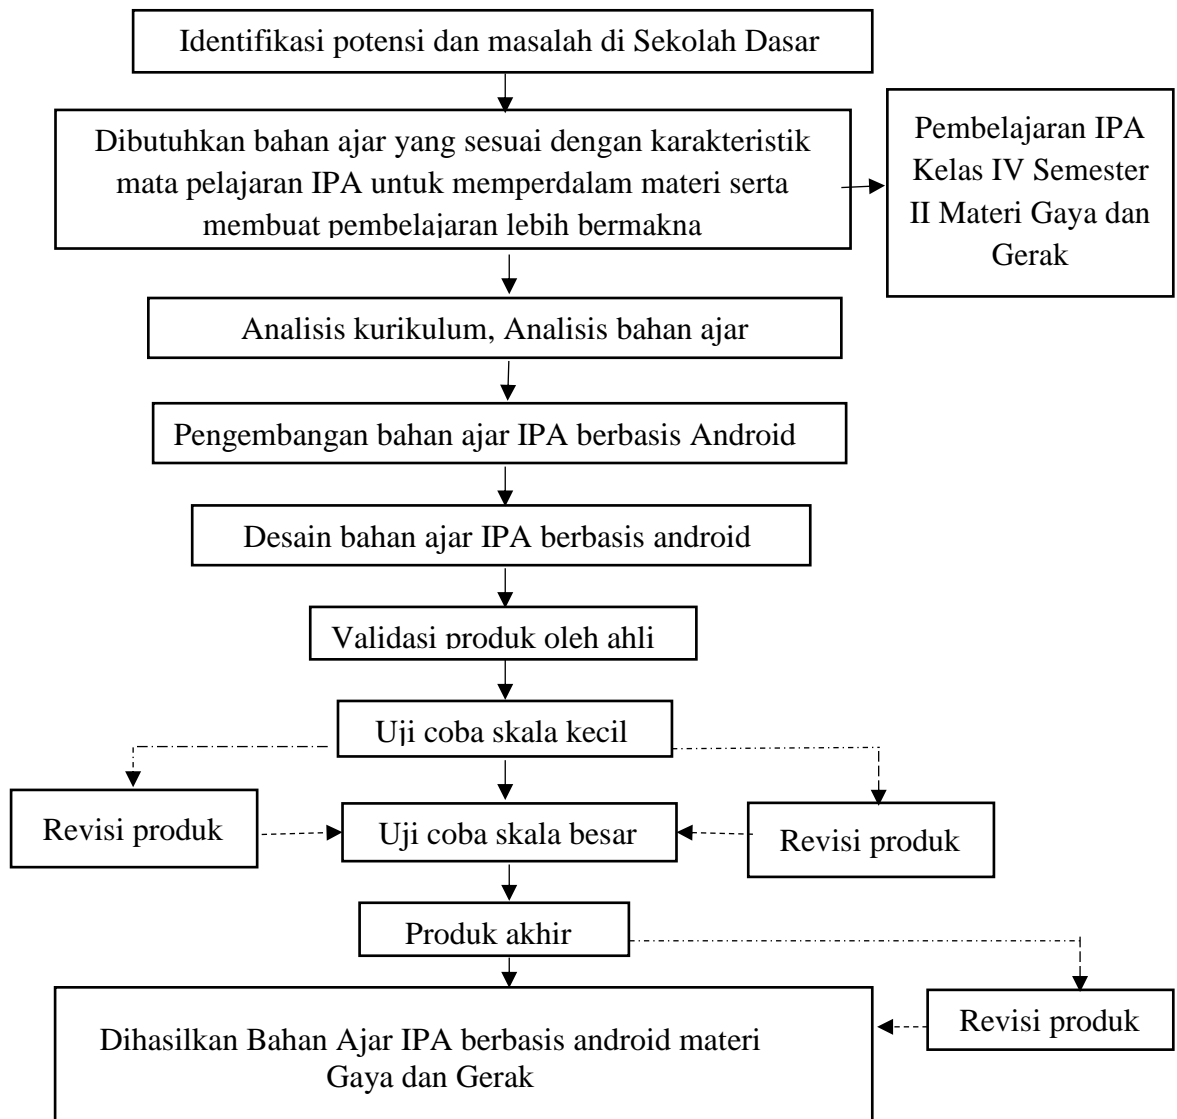 Identifikasi potensi dan masalah di Sekolah Dasar
Dibutuhkan bahan ajar yang sesuai dengan karakteristik
mata pelajaran IPA untuk memperdalam materi serta
membuat pembelajaran lebih bermakna
Pembelajaran IPA
Kelas IV Semester
II Materi Gaya dan
Gerak
Analisis kurikulum, Analisis bahan ajar
Pengembangan bahan ajar IPA berbasis Android
Desain bahan ajar IPA berbasis android
Validasi produk oleh ahli
Uji coba skala kecil
Revisi produk
Uji coba skala besar
Revisi produk
Produk akhir
Revisi produk
Dihasilkan Bahan Ajar IPA berbasis android materi
Gaya dan Gerak